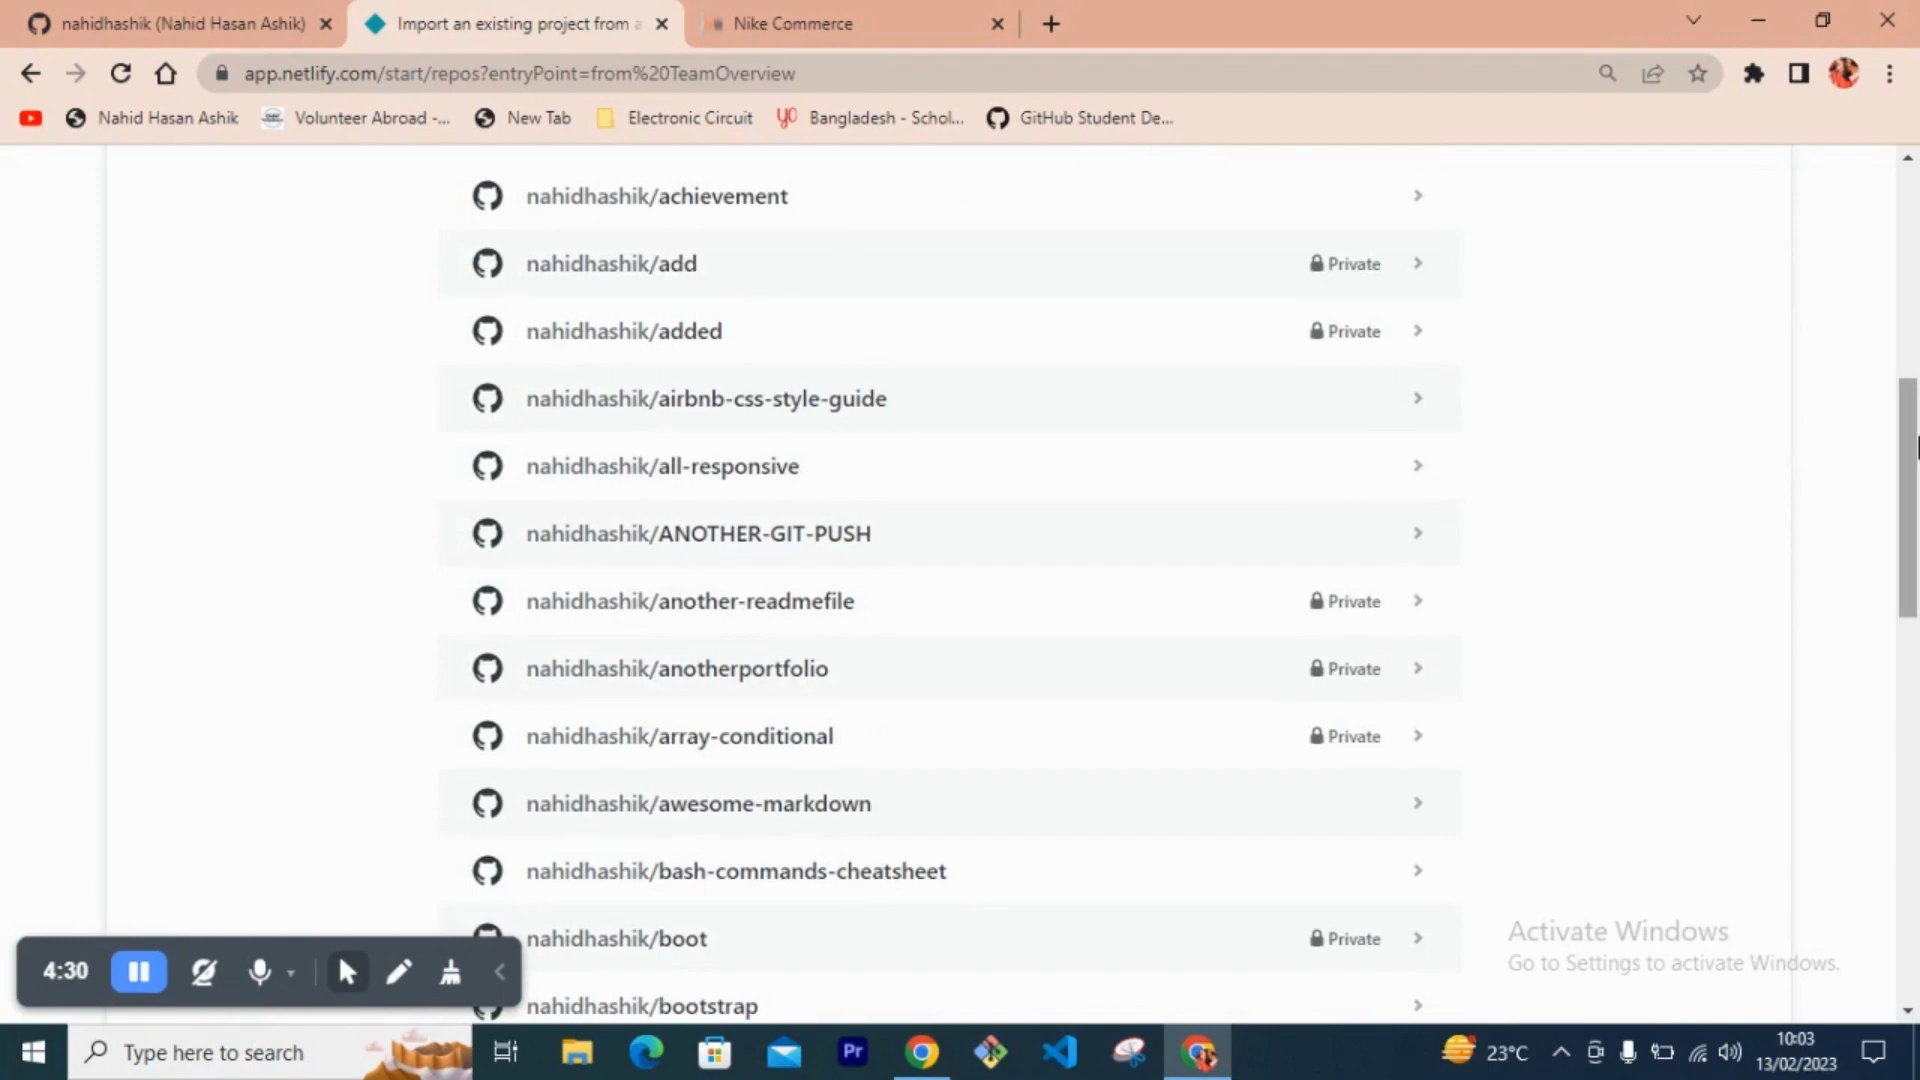 nahidhashik (Nahid Hasan Ashik)
Import an existing project from a
Nike Commerce
app.netlify.com/start/repos?entryPoint=from%20TeamOverview
Nahid Hasan Ashik
Volunteer Abroad -...
New Tab
Electronic Circuit
Bangladesh - Schol...
GitHub Student De...
nahidhashik/achievement
nahidhashik/add Private
nahidhashik/added Private
nahidhashik/airbnb-css-style-guide
nahidhashik/all-responsive
nahidhashik/ANOTHER-GIT-PUSH
nahidhashik/another-readmefile Private
nahidhashik/anotherportfolio Private
nahidhashik/array-conditional Private
nahidhashik/awesome-markdown
nahidhashik/bash-commands-cheatsheet
nahidhashik/boot Private
nahidhashik/bootstrap
Activate Windows
Go to Settings to activate Windows.
4:30
Type here to search
Pr
23°C
10:03
13/02/2023